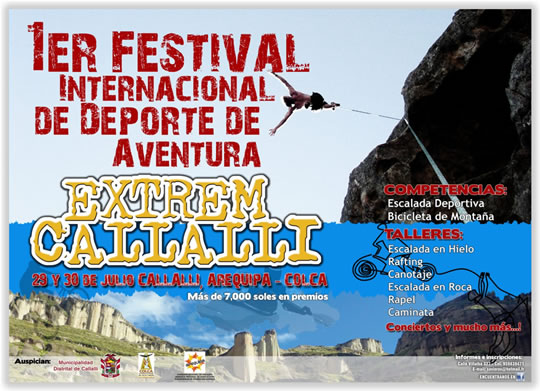 1ER FESTIVAL
INTERNACIONAL
DE DEPORTE DE
AVENTURA
EXTREM
CALLALLI
29 Y 30 DE JULIO CALLALLI, AREQUIPA - COLCA
Más de 7,000 soles en premios
COMPETENCIAS:
Escalada Deportiva
Bicicleta de Montaña
TALLERES:
Escalada en Hielo
Rafting
Canotaje
Escalada en Roca
Rapel
Caminata
Conciertos y mucho más..!
Auspician:
Municipalidad
Distrital de Callalli
Informes e Inscripciones:
ENCUENTRANOS EN